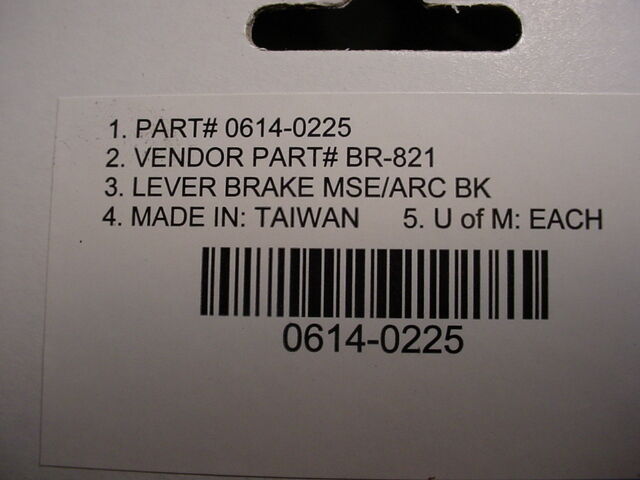 1. PART# 0614-0225
2. VENDOR PART# BR-821
3. LEVER BRAKE MSE/ARC BK
4. MADE IN: TAIWAN 5. U of M: EACH
0614-0225